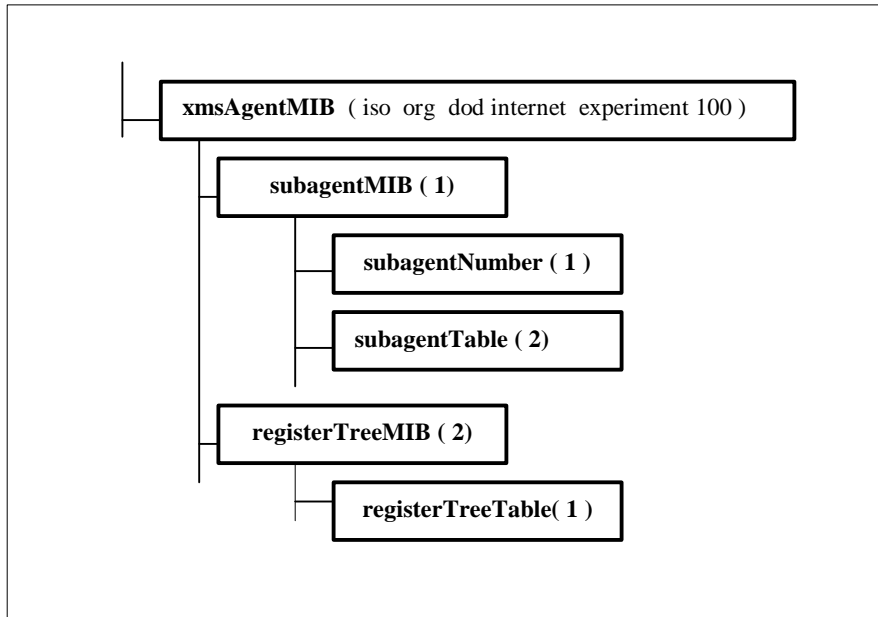 xmsAgentMIB ( iso org dod internet experiment 100 )
subagentMIB ( 1)
subagentNumber ( 1 )
subagentTable ( 2)
registerTreeMIB ( 2)
registerTreeTable( 1 )